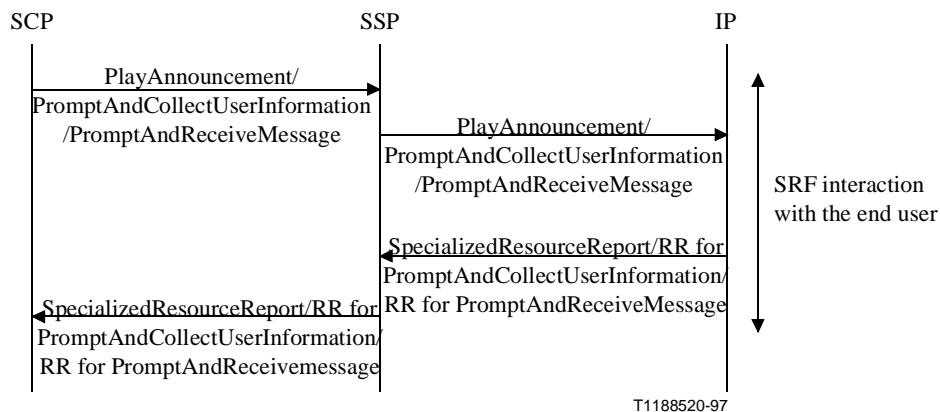 SCP
SSP
IP
PlayAnnouncement/
PromptAndCollectUserInformation
/PromptAndReceiveMessage
PlayAnnouncement/
PromptAndCollectUserInformation
/PromptAndReceiveMessage
SRF interaction
with the end user
SpecializedResourceReport/RR for
PromptAndCollectUserInformation/
RR for PromptAndReceiveMessage
SpecializedResourceReport/RR for
PromptAndCollectUserInformation/
RR for PromptAndReceivemessage
T1188520-97